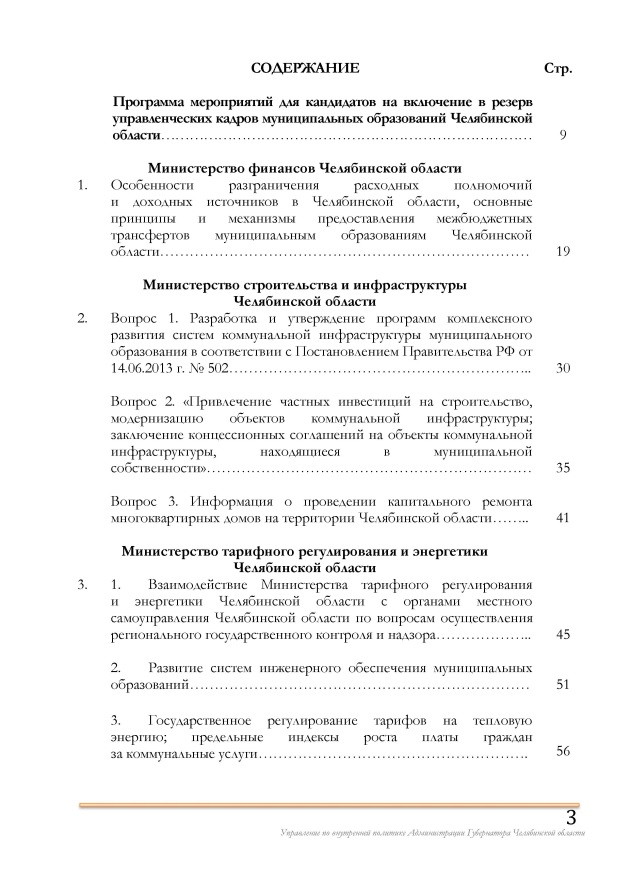 СОДЕРЖАНИЕ Стр.
Программа мероприятий для кандидатов на включение в резерв
управленческих кадров муниципальных образований Челябинской
области…………………………………………………………………… 9
Министерство финансов Челябинской области
1. Особенности разграничения расходных полномочий
и доходных источников в Челябинской области, основные
принципы и механизмы предоставления межбюджетных
трансфертов муниципальным образованиям Челябинской
области………………………………………………………………… 19
Министерство строительства и инфраструктуры
Челябинской области
2. Вопрос 1. Разработка и утверждение программ комплексного
развития систем коммунальной инфраструктуры муниципального
образования в соответствии с Постановлением Правительства РФ от
14.06.2013 г. № 502…………………………………………………….. 30
Вопрос 2. «Привлечение частных инвестиций на строительство,
модернизацию объектов коммунальной инфраструктуры;
заключение концессионных соглашений на объекты коммунальной
инфраструктуры, находящиеся в муниципальной
собственности»………………………………………………………… 35
Вопрос 3. Информация о проведении капитального ремонта
многоквартирных домов на территории Челябинской области…….. 41
Министерство тарифного регулирования и энергетики
Челябинской области
3. 1. Взаимодействие Министерства тарифного регулирования
и энергетики Челябинской области с органами местного
самоуправления Челябинской области по вопросам осуществления
регионального государственного контроля и надзора……………….. 45
2. Развитие систем инженерного обеспечения муниципальных
образований…………………………………………………………… 51
3. Государственное регулирование тарифов на тепловую
энергию; предельные индексы роста платы граждан
за коммунальные услуги………………………………………………. 56
3
Управление по внутренней политике Администрации Губернатора Челябинской области